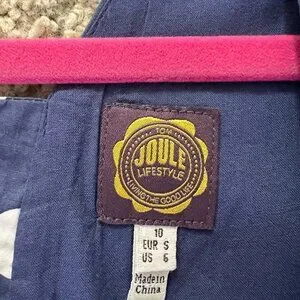 TOM
JOULE
LIFESTYLE
LIVING THE GOOD LIFE
10
EUR S
US 6
Made in
China